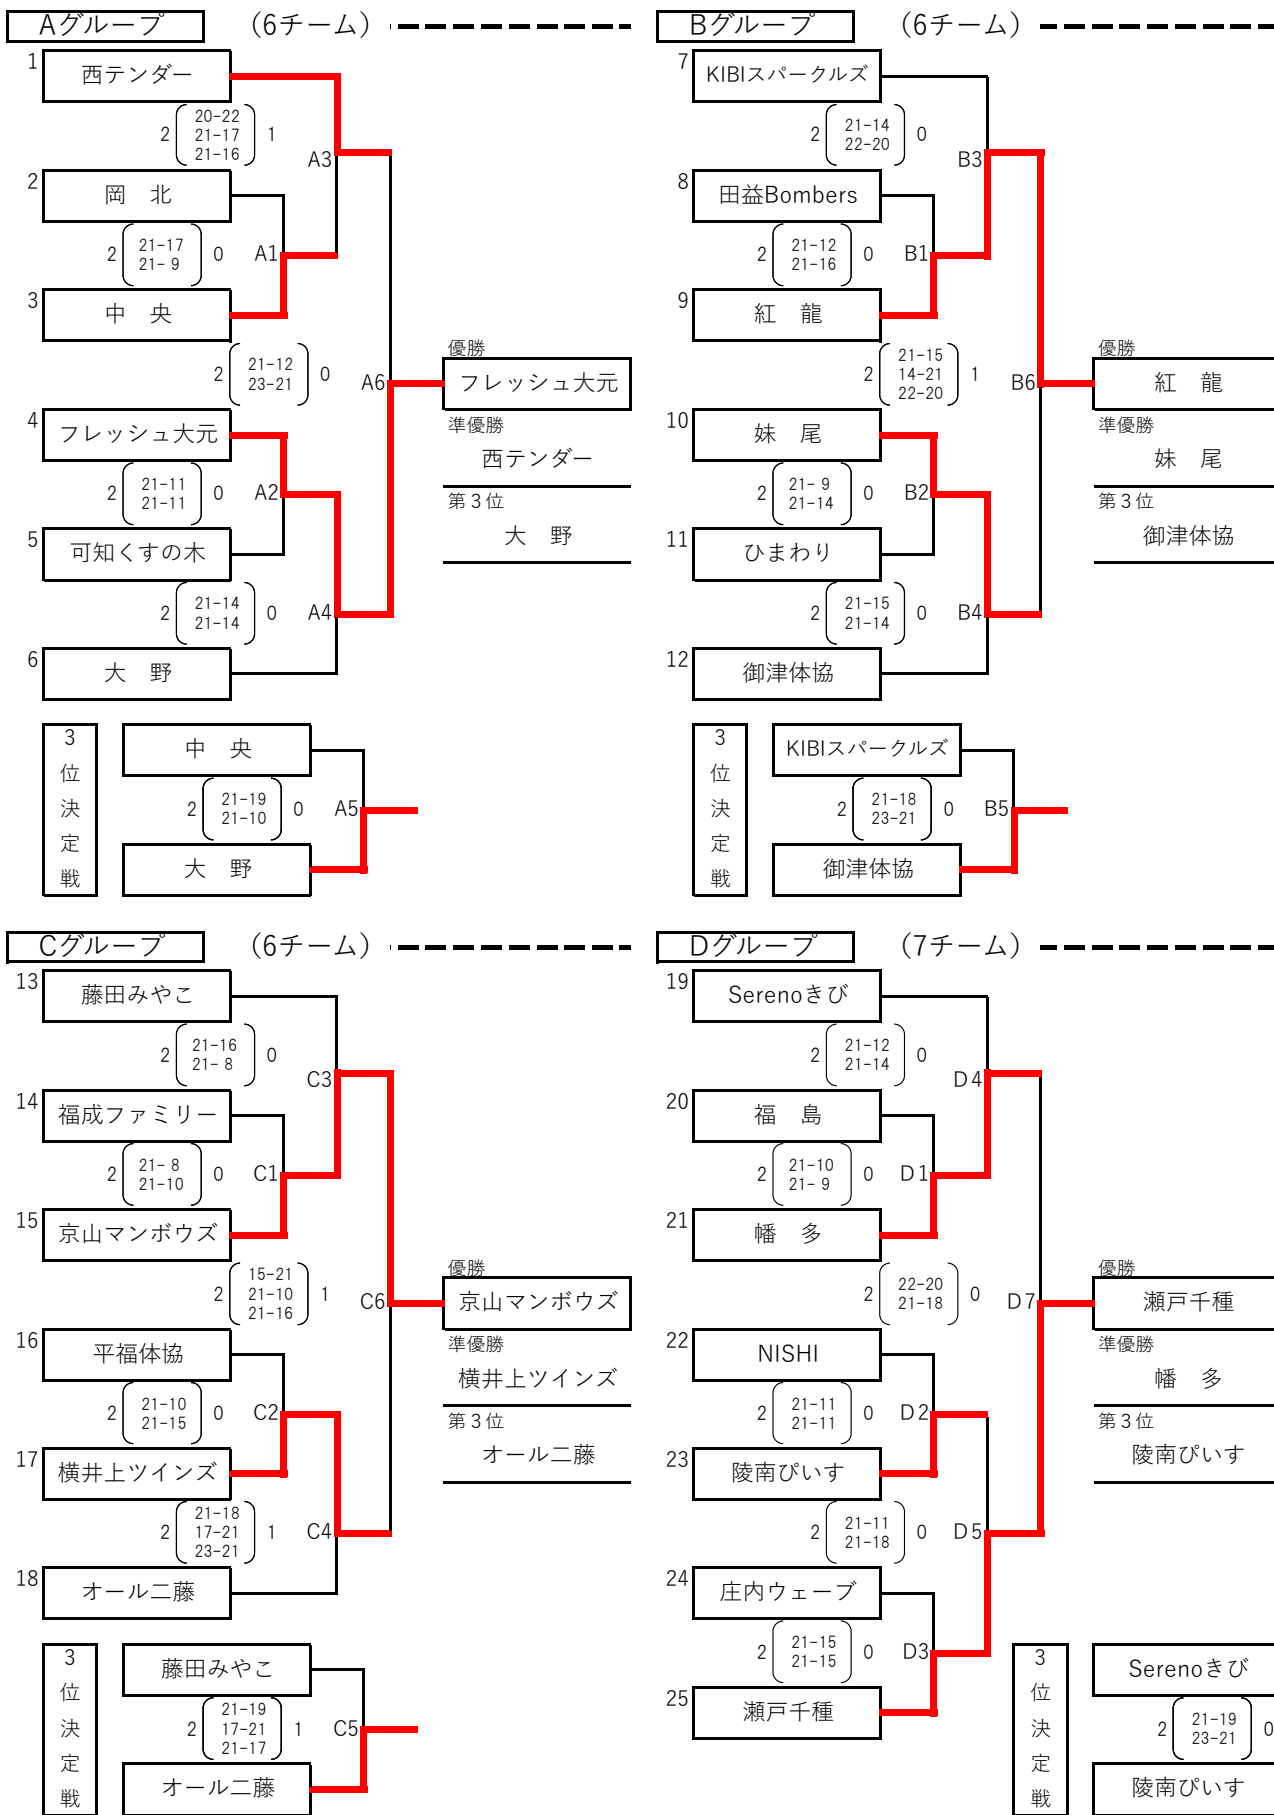 Aグループ (6チーム)
1 西テンダー
2 20-22 1
21-17
21-16
A3
2 岡 北
2 21-17 0
21- 9
A1
3 中 央
2 21-12 0
23-21
A6
優勝
フレッシュ大元
準優勝
西テンダー
第3位
大 野
4 フレッシュ大元
2 21-11 0
21-11
A2
5 可知くすの木
2 21-14 0
21-14
A4
6 大 野
3位決定戦
中 央
2 21-19 0
21-10
A5
大 野
Bグループ (6チーム)
7 KIBIスパークルズ
2 21-14 0
22-20
B3
8 田益Bombers
2 21-12 0
21-16
B1
9 紅 龍
2 21-15 1
14-21
22-20
B6
優勝
紅 龍
準優勝
妹 尾
第3位
御津体協
10 妹 尾
2 21- 9 0
21-14
B2
11 ひまわり
2 21-15 0
21-14
B4
12 御津体協
3位決定戦
KIBIスパークルズ
2 21-18 0
23-21
B5
御津体協
Cグループ (6チーム)
13 藤田みやこ
2 21-16 0
21- 8
C3
14 福成ファミリー
2 21- 8 0
21-10
C1
15 京山マンボウズ
2 15-21 1
21-10
21-16
C6
優勝
京山マンボウズ
準優勝
横井上ツインズ
第3位
オール二藤
16 平福体協
2 21-10 0
21-15
C2
17 横井上ツインズ
2 21-18 1
17-21
23-21
C4
18 オール二藤
3位決定戦
藤田みやこ
2 21-19 1
17-21
21-17
C5
オール二藤
Dグループ (7チーム)
19 Serenoきび
2 21-12 0
21-14
D4
20 福 島
2 21-10 0
21- 9
D1
21 幡 多
2 22-20 0
21-18
D7
優勝
瀬戸千種
準優勝
幡 多
第3位
陵南ぴいす
22 NISHI
2 21-11 0
21-11
D2
23 陵南ぴいす
2 21-11 0
21-18
D5
24 庄内ウェーブ
2 21-15 0
21-15
D3
25 瀬戸千種
3位決定戦
Serenoきび
2 21-19 0
23-21
陵南ぴいす